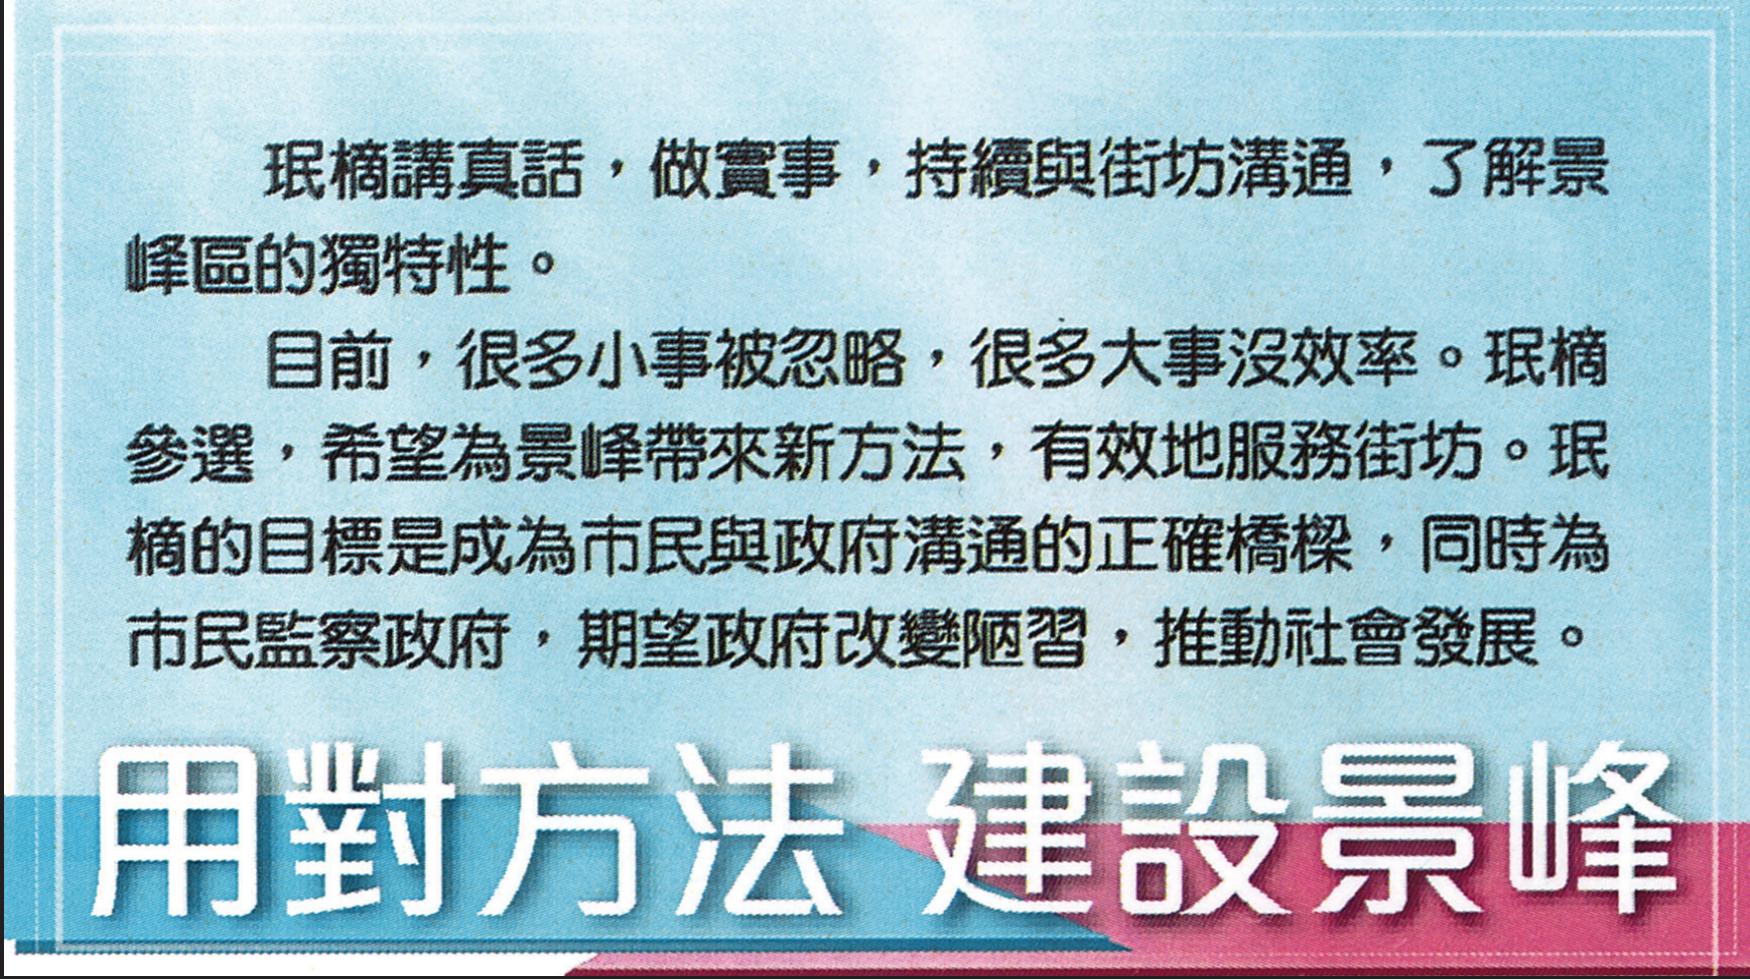 珉樀講真話，做實事，持續與街坊溝通，了解景
峰區的獨特性。
目前，很多小事被忽略，很多大事沒效率。珉樀
參選，希望為景峰帶來新方法，有效地服務街坊。珉
樀的目標是成為市民與政府溝通的正確橋樑，同時為
市民監察政府，期望政府改變陋習，推動社會發展。
用對方法 建設景峰